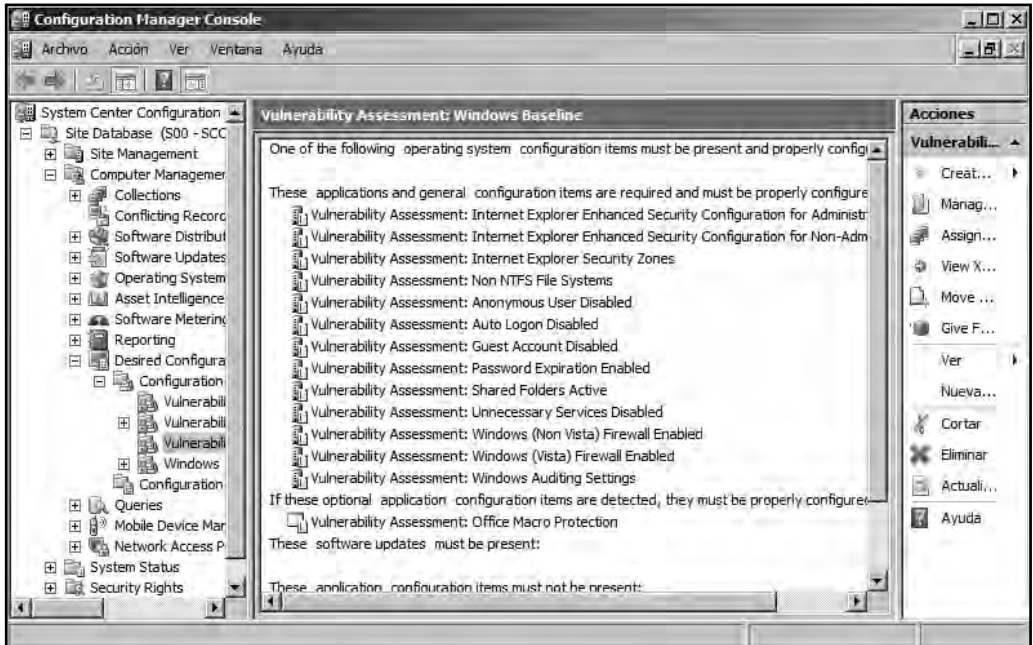 Configuration Manager Console
Archivo Acción Ver Ventana Ayuda
System Center Configuration
Site Database (S00 - SCC
Site Management
Computer Managemer
Collections
Conflicting Record
Software Distribut
Software Updates
Operating System
Asset Intelligence
Software Metering
Reporting
Desired Configura
Configuration
Vulnerabili
Vulnerabili
Vulnerabili
Windows
Configuration
Queries
Mobile Device Mar
Network Access P
System Status
Security Rights
Vulnerability Assessment: Windows Baseline
One of the following operating system configuration items must be present and properly configu
These applications and general configuration items are required and must be properly configure
Vulnerability Assessment: Internet Explorer Enhanced Security Configuration for Administr
Vulnerability Assessment: Internet Explorer Enhanced Security Configuration for Non-Adm
Vulnerability Assessment: Internet Explorer Security Zones
Vulnerability Assessment: Non NTFS File Systems
Vulnerability Assessment: Anonymous User Disabled
Vulnerability Assessment: Auto Logon Disabled
Vulnerability Assessment: Guest Account Disabled
Vulnerability Assessment: Password Expiration Enabled
Vulnerability Assessment: Shared Folders Active
Vulnerability Assessment: Unnecessary Services Disabled
Vulnerability Assessment: Windows (Non Vista) Firewall Enabled
Vulnerability Assessment: Windows (Vista) Firewall Enabled
Vulnerability Assessment: Windows Auditing Settings
If these optional application configuration items are detected, they must be properly configured
Vulnerability Assessment: Office Macro Protection
These software updates must be present:
These application configuration items must not be present:
Acciones
Vulnerabili...
Creat...
Manag...
Assign...
View X...
Move ...
Give F...
Ver
Nueva...
Cortar
Eliminar
Actuali...
Ayuda